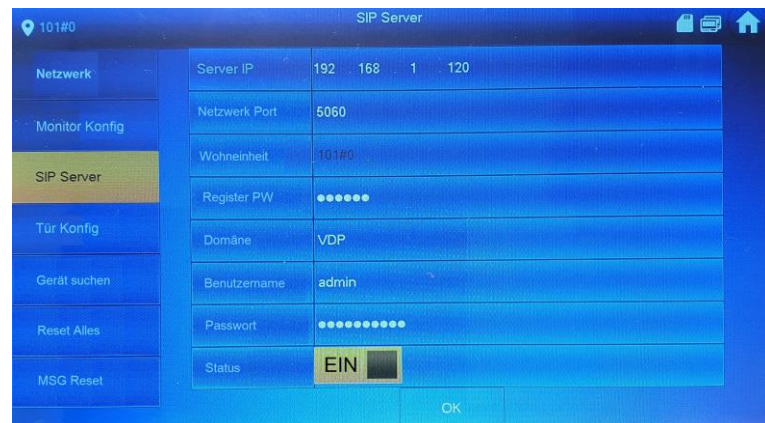 101#0
SIP Server
Netzwerk
Monitor Konfig
SIP Server
Tür Konfig
Gerät suchen
Reset Alles
MSG Reset
Server IP 192 . 168 . 1 . 120
Netzwerk Port 5060
Wohneinheit 101#0
Register PW ●●●●●●
Domäne VDP
Benutzername admin
Passwort ●●●●●●●●●●
Status EIN
OK